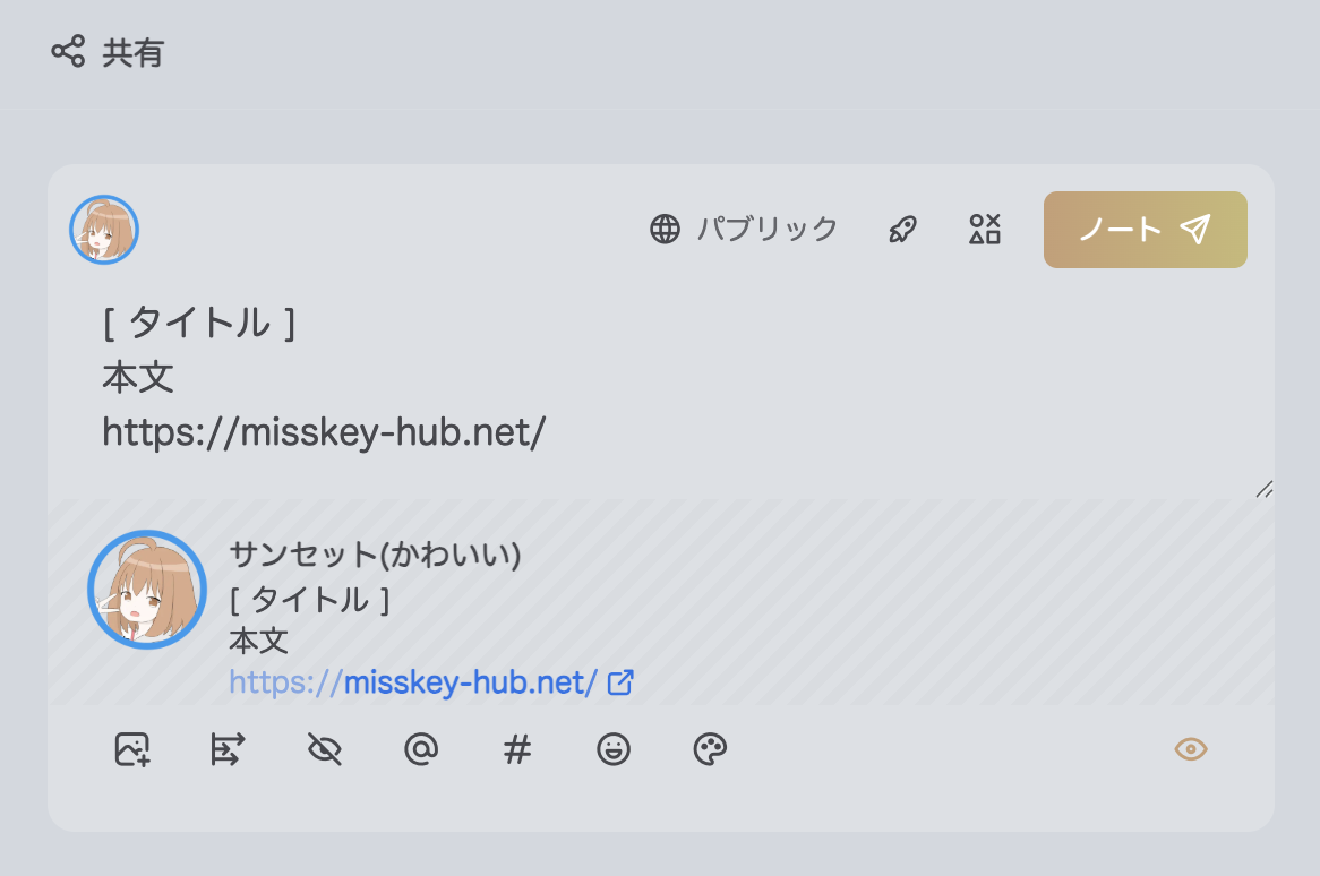 共有
パブリック
ノート
[ タイトル ]
本文
https://misskey-hub.net/
サンセット(かわいい)
[ タイトル ]
本文
https://misskey-hub.net/